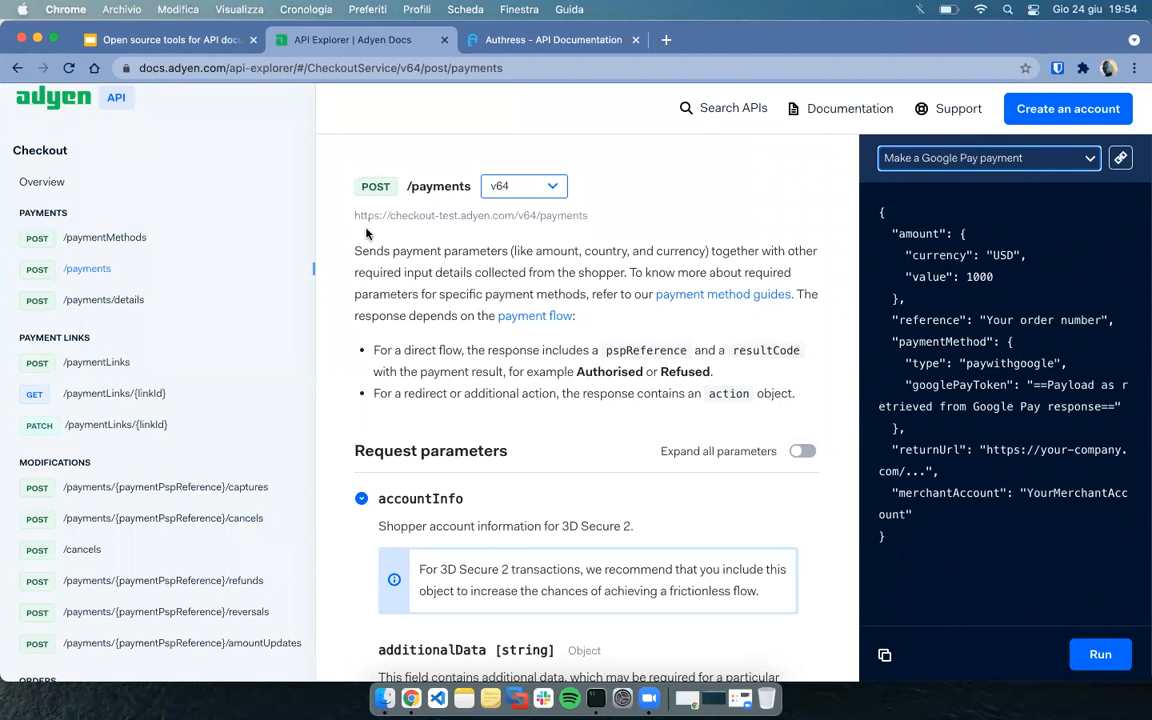 Chrome Archivio Modifica Visualizza Cronologia Preferiti Profili Scheda Finestra Guida Gio 24 giu 19:54
Open source tools for API docu
API Explorer | Adyen Docs
Authress - API Documentation
docs.adyen.com/api-explorer/#/CheckoutService/v64/post/payments
adyen API
Search APIs Documentation Support Create an account
Checkout
Overview
PAYMENTS
POST /paymentMethods
POST /payments
POST /payments/details
PAYMENT LINKS
POST /paymentLinks
GET /paymentLinks/{linkId}
PATCH /paymentLinks/{linkId}
MODIFICATIONS
POST /payments/{paymentPspReference}/captures
POST /payments/{paymentPspReference}/cancels
POST /cancels
POST /payments/{paymentPspReference}/refunds
POST /payments/{paymentPspReference}/reversals
POST /payments/{paymentPspReference}/amountUpdates
ORDERS
POST /payments v64
https://checkout-test.adyen.com/v64/payments
Sends payment parameters (like amount, country, and currency) together with other
required input details collected from the shopper. To know more about required
parameters for specific payment methods, refer to our payment method guides. The
response depends on the payment flow:
• For a direct flow, the response includes a pspReference and a resultCode
with the payment result, for example Authorised or Refused.
• For a redirect or additional action, the response contains an action object.
Request parameters Expand all parameters
accountInfo
Shopper account information for 3D Secure 2.
For 3D Secure 2 transactions, we recommend that you include this
object to increase the chances of achieving a frictionless flow.
additionalData [string] Object
This field contains additional data, which may be required for a particular
Make a Google Pay payment
{
"amount": {
"currency": "USD",
"value": 1000
},
"reference": "Your order number",
"paymentMethod": {
"type": "paywithgoogle",
"googlePayToken": "==Payload as r
etrieved from Google Pay response=="
},
"returnUrl": "https://your-company.
com/...",
"merchantAccount": "YourMerchantAcc
ount"
}
Run